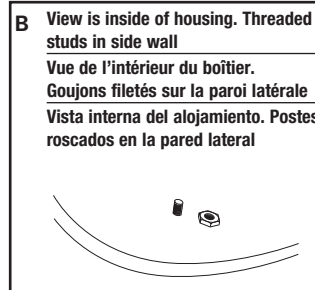 B
View is inside of housing. Threaded
studs in side wall
Vue de l’intérieur du boîtier.
Goujons filetés sur la paroi latérale
Vista interna del alojamiento. Postes
roscados en la pared lateral